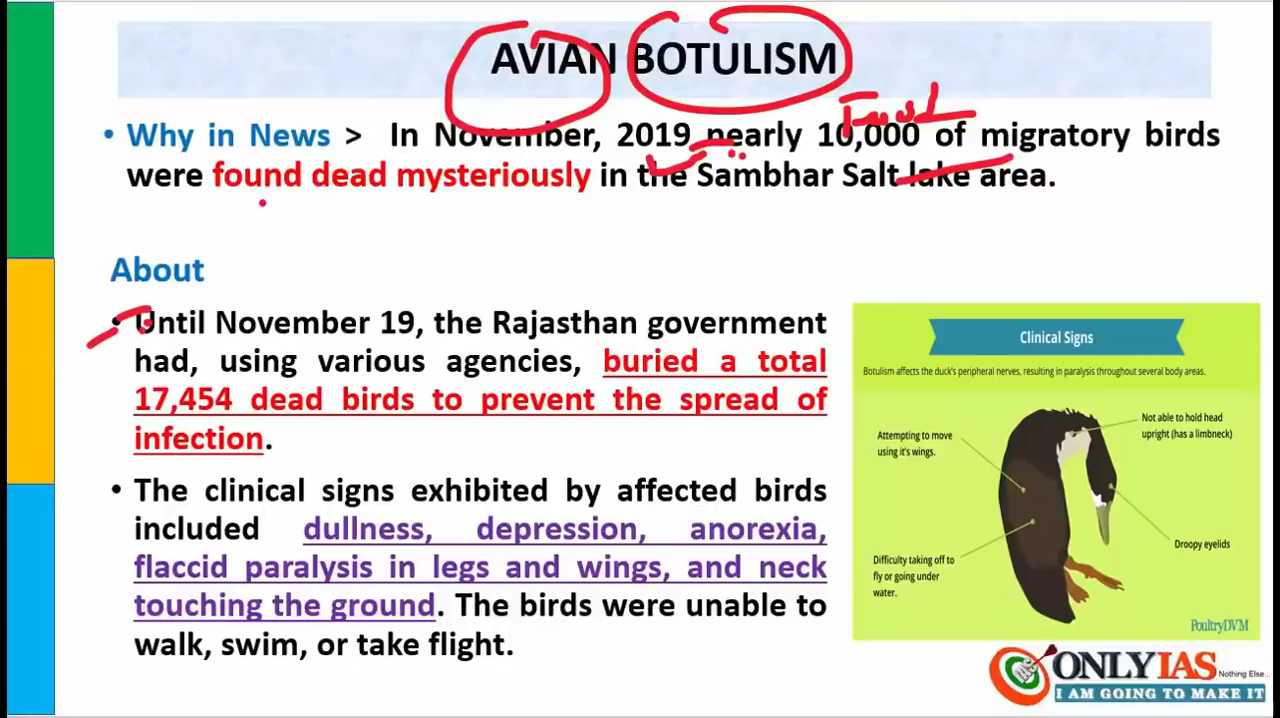 AVIAN BOTULISM
Food
• Why in News > In November, 2019 nearly 10,000 of migratory birds
were found dead mysteriously in the Sambhar Salt lake area.
About
• Until November 19, the Rajasthan government
had, using various agencies, buried a total
17,454 dead birds to prevent the spread of
infection.
• The clinical signs exhibited by affected birds
included dullness, depression, anorexia,
flaccid paralysis in legs and wings, and neck
touching the ground. The birds were unable to
walk, swim, or take flight.
Clinical Signs
Botulism affects the duck's peripheral nerves, resulting in paralysis throughout several body areas.
Not able to hold head
upright (has a limbneck)
Attempting to move
using it's wings.
Droopy eyelids
Difficulty taking off to
fly or going under
water.
PoultryDVM
ONLYIAS Nothing Else...
I AM GOING TO MAKE IT